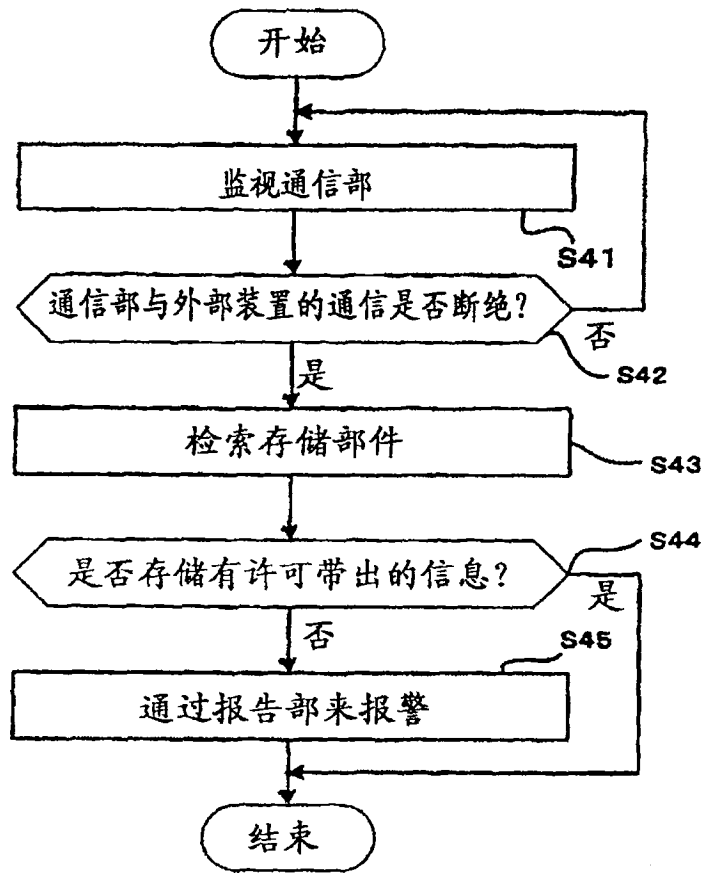 开始
监视通信部
S41
通信部与外部装置的通信是否断绝?
否
S42
是
检索存储部件
S43
是否存储有许可带出的信息?
S44
是
否
S45
通过报告部来报警
结束